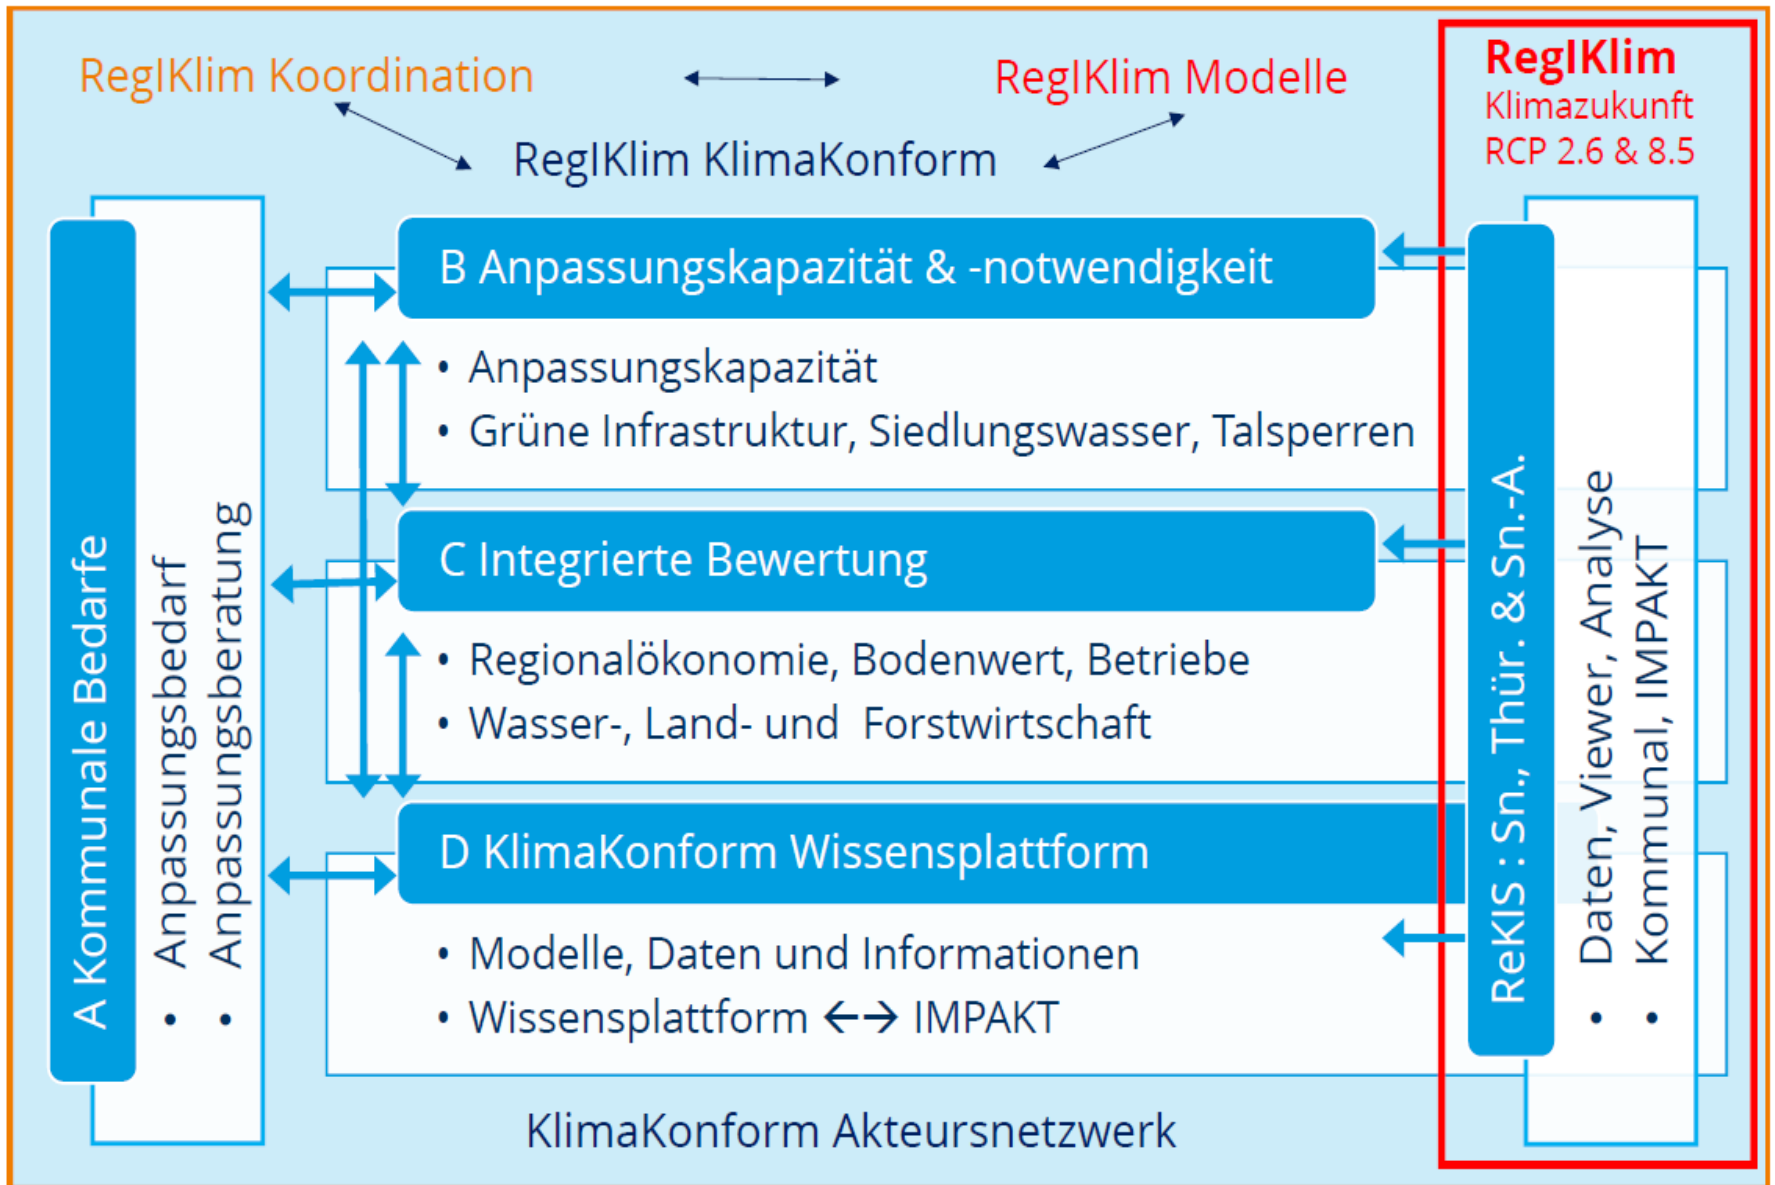 RegIKlim Koordination
RegIKlim Modelle
RegIKlim KlimaKonform
RegIKlim
Klimazukunft
RCP 2.6 & 8.5
A Kommunale Bedarfe
• Anpassungsbedarf
• Anpassungsberatung
B Anpassungskapazität & -notwendigkeit
• Anpassungskapazität
• Grüne Infrastruktur, Siedlungswasser, Talsperren
C Integrierte Bewertung
• Regionalökonomie, Bodenwert, Betriebe
• Wasser-, Land- und Forstwirtschaft
D KlimaKonform Wissensplattform
• Modelle, Daten und Informationen
• Wissensplattform ←→ IMPAKT
ReKIS : Sn., Thür. & Sn.-A.
• Daten, Viewer, Analyse
• Kommunal, IMPAKT
KlimaKonform Akteursnetzwerk